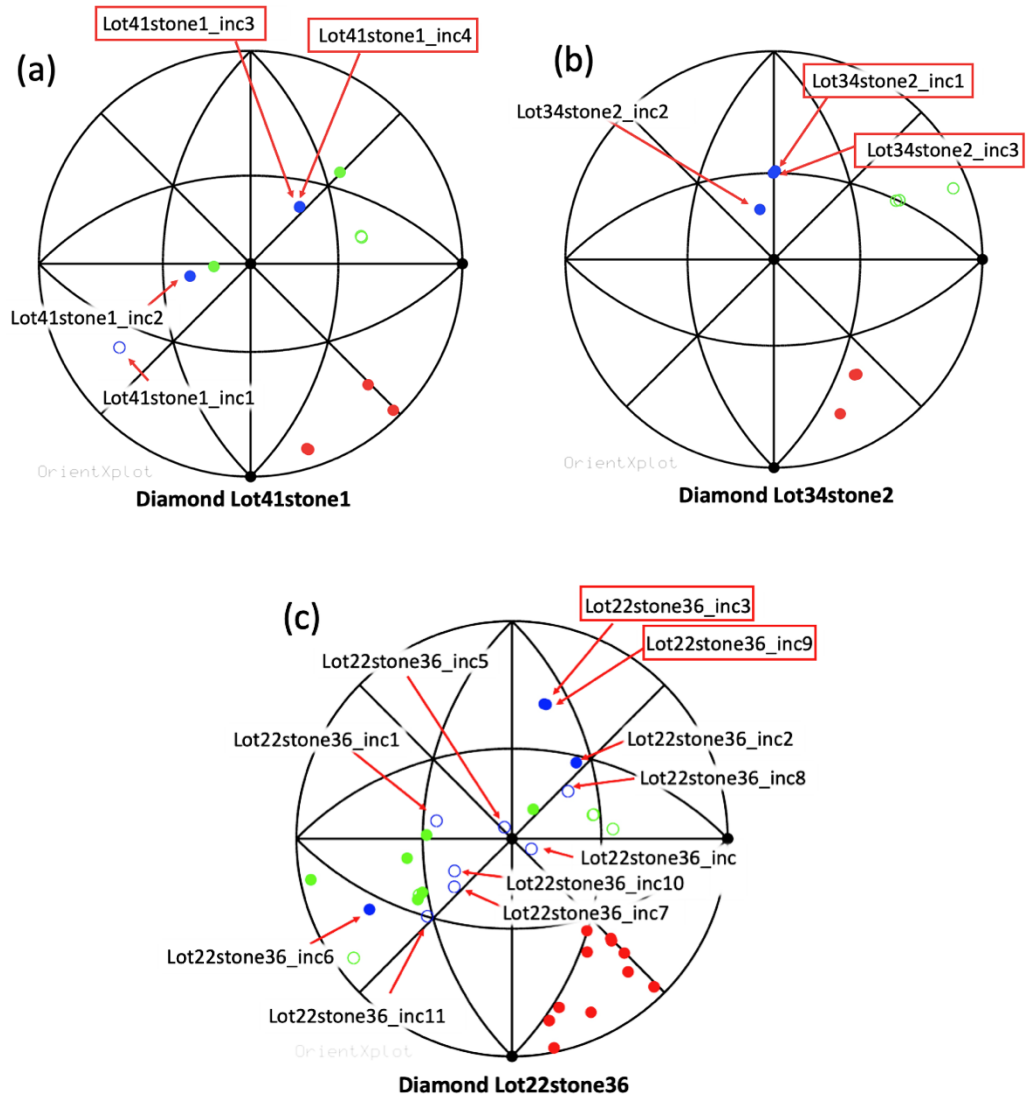 (a)
Lot41stone1_inc3
Lot41stone1_inc4
Lot41stone1_inc2
Lot41stone1_inc1
OrientXplot
Diamond Lot41stone1
(b)
Lot34stone2_inc1
Lot34stone2_inc2
Lot34stone2_inc3
OrientXplot
Diamond Lot34stone2
(c)
Lot22stone36_inc3
Lot22stone36_inc9
Lot22stone36_inc5
Lot22stone36_inc1
Lot22stone36_inc2
Lot22stone36_inc8
Lot22stone36_inc
Lot22stone36_inc10
Lot22stone36_inc7
Lot22stone36_inc6
Lot22stone36_inc11
OrientXplot
Diamond Lot22stone36